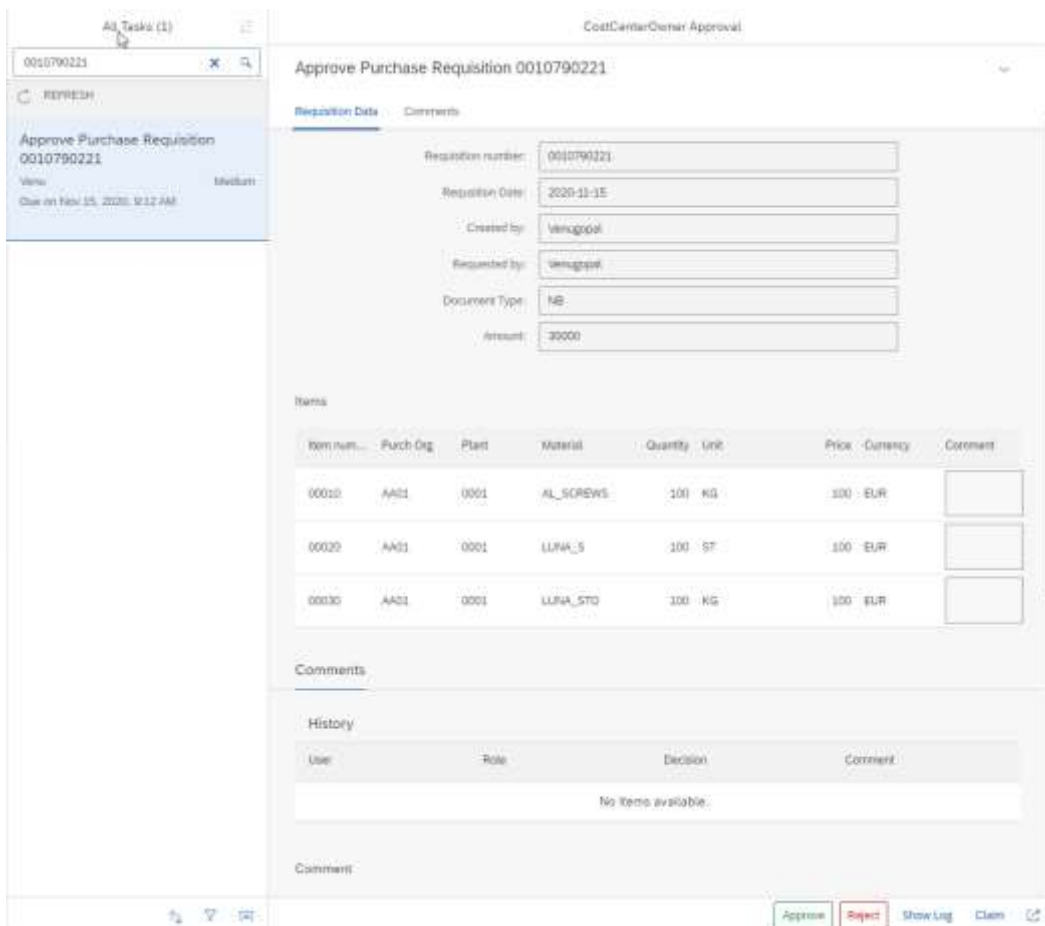 All Tasks (1)
0010790221
REFRESH
Approve Purchase Requisition
0010790221
Venu Medium
Due on Nov 15, 2020, 9:12 AM
CostCenterOwner Approval
Approve Purchase Requisition 0010790221
Requisition Data Comments
Requisition number: 0010790221
Requisition Date: 2020-11-15
Created by: Venugopal
Requested by: Venugopal
Document Type: NB
Amount: 30000
Items
Item num... Purch Org Plant Material Quantity Unit Price Currency Comment
00010 AA01 0001 AL_SCREWS 100 KG 100 EUR
00020 AA01 0001 LUNA_S 100 ST 100 EUR
00030 AA01 0001 LUNA_STO 100 KG 100 EUR
Comments
History
User Role Decision Comment
No items available.
Comment
Approve Reject Show Log Claim